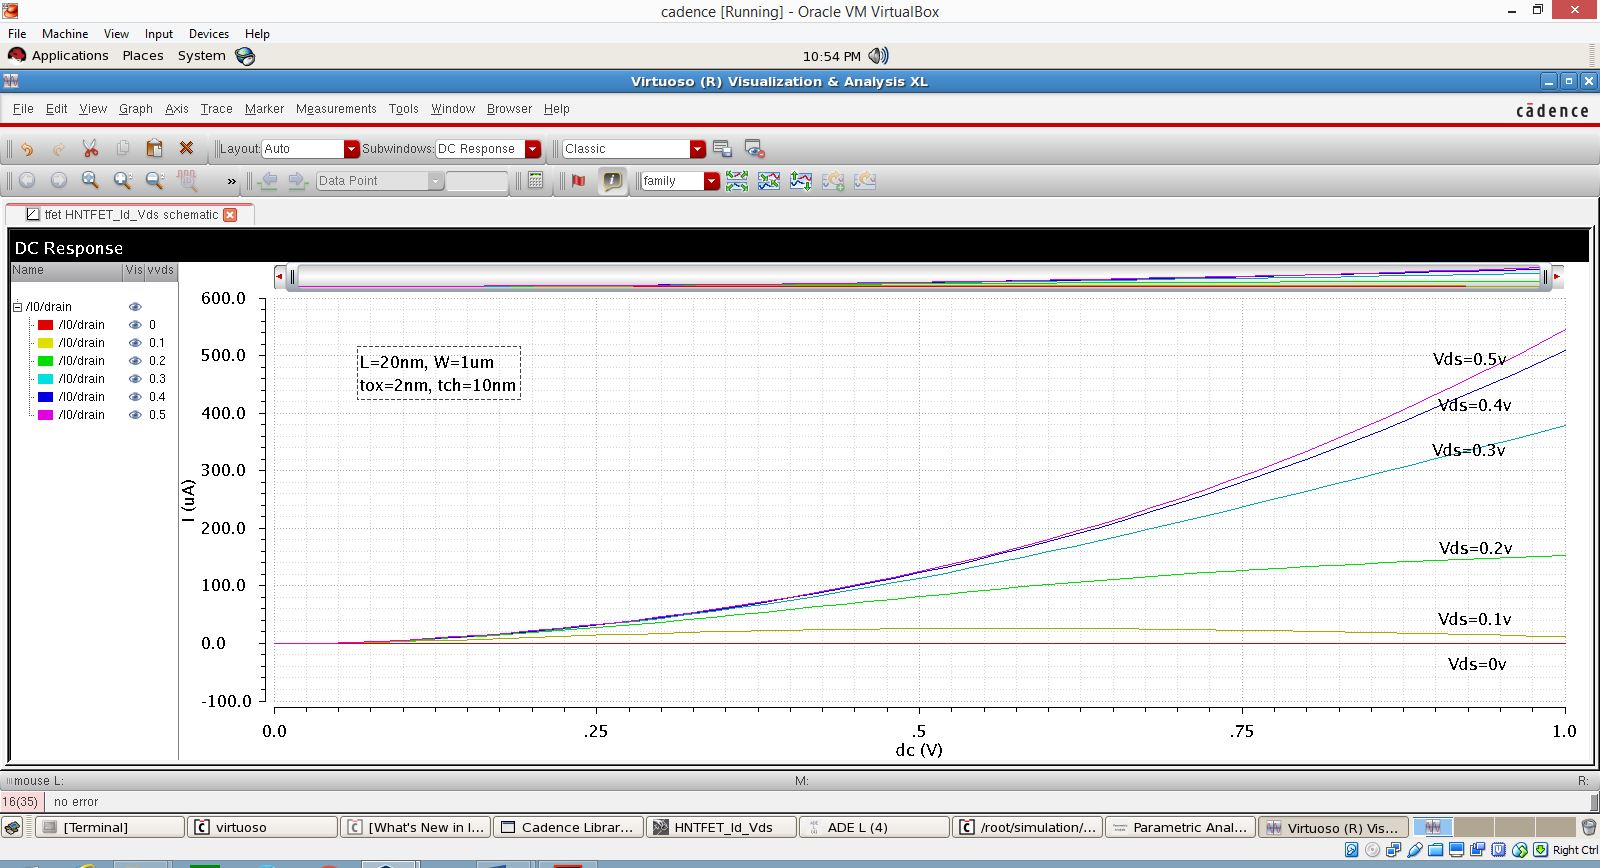 cadence [Running] - Oracle VM VirtualBox
File Machine View Input Devices Help
Applications Places System 10:54 PM
Virtuoso (R) Visualization & Analysis XL
File Edit View Graph Axis Trace Marker Measurements Tools Window Browser Help
cādence
Layout: Auto Subwindows: DC Response Classic
» Data Point family
tfet HNTFET_Id_Vds schematic
DC Response
Name Vis vvds
/I0/drain
/I0/drain 0
/I0/drain 0.1
/I0/drain 0.2
/I0/drain 0.3
/I0/drain 0.4
/I0/drain 0.5
600.0
500.0
400.0
300.0
200.0
100.0
0.0
-100.0
I (uA)
L=20nm, W=1um
tox=2nm, tch=10nm
Vds=0.5v
Vds=0.4v
Vds=0.3v
Vds=0.2v
Vds=0.1v
Vds=0v
0.0 .25 .5 .75 1.0
dc (V)
mouse L: M: R:
16(35) no error
[Terminal] virtuoso [What's New in I... Cadence Librar... HNTFET_Id_Vds ADE L (4) /root/simulation/... Parametric Anal... Virtuoso (R) Vis...
Right Ctrl